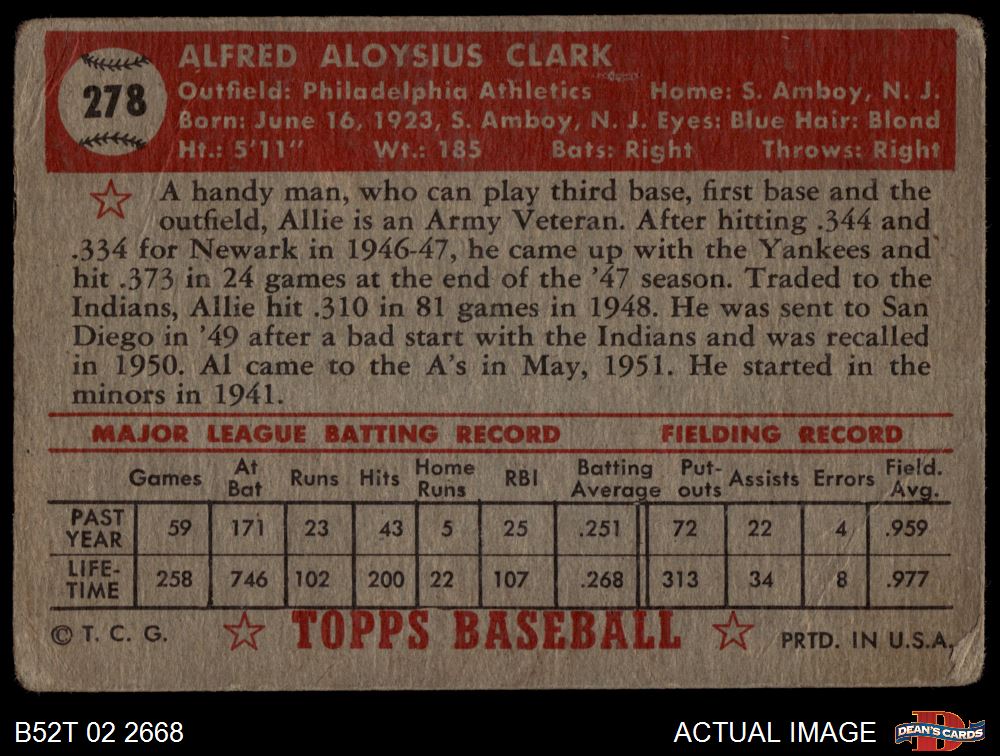 278
ALFRED ALOYSIUS CLARK
Outfield: Philadelphia Athletics Home: S. Amboy, N. J.
Born: June 16, 1923, S. Amboy, N. J. Eyes: Blue Hair: Blond
Ht.: 5'11" Wt.: 185 Bats: Right Throws: Right
A handy man, who can play third base, first base and the
outfield, Allie is an Army Veteran. After hitting .344 and
.334 for Newark in 1946-47, he came up with the Yankees and
hit .373 in 24 games at the end of the '47 season. Traded to the
Indians, Allie hit .310 in 81 games in 1948. He was sent to San
Diego in '49 after a bad start with the Indians and was recalled
in 1950. Al came to the A's in May, 1951. He started in the
minors in 1941.
MAJOR LEAGUE BATTING RECORD FIELDING RECORD
Games At Bat Runs Hits Home Runs RBI Batting Average Put-outs Assists Errors Field. Avg.
PAST YEAR 59 171 23 43 5 25 .251 72 22 4 .959
LIFE-TIME 258 746 102 200 22 107 .268 313 34 8 .977
© T. C. G. TOPPS BASEBALL PRTD. IN U.S.A.
B52T 02 2668 ACTUAL IMAGE DEAN'S CARDS